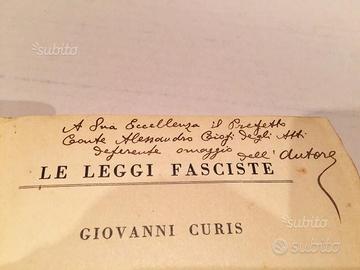 subito
A Sua Eccellenza il Prefetto
Conte Alessandro Biogi degli Atti
deferente omaggio dell'Autore
LE LEGGI FASCISTE
GIOVANNI CURIS
subito